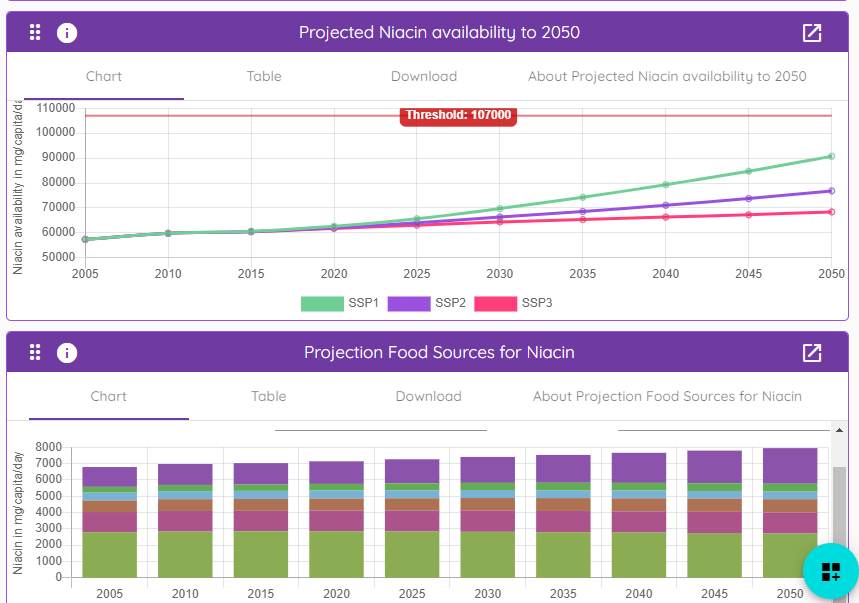 Projected Niacin availability to 2050
Chart
Table
Download
About Projected Niacin availability to 2050
Niacin availability in mg/capita/da
110000
100000
90000
80000
70000
60000
50000
Threshold: 107000
2005 2010 2015 2020 2025 2030 2035 2040 2045 2050
SSP1 SSP2 SSP3
Projection Food Sources for Niacin
Chart
Table
Download
About Projection Food Sources for Niacin
Niacin in mg/capita/day
8000
7000
6000
5000
4000
3000
2000
1000
0
2005 2010 2015 2020 2025 2030 2035 2040 2045 2050